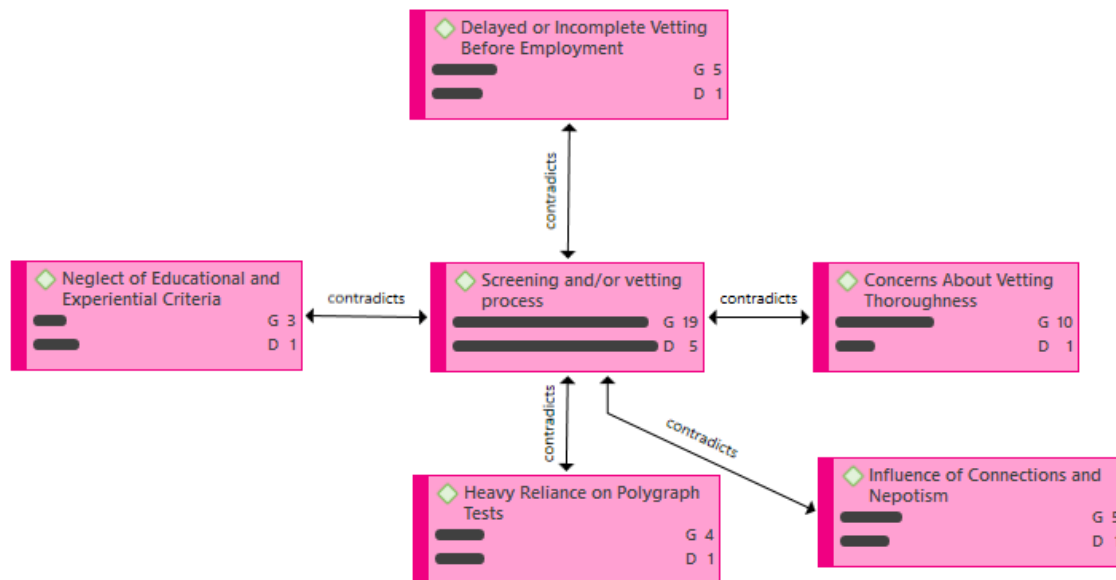 Delayed or Incomplete Vetting
Before Employment
G 5
D 1
contradicts
Neglect of Educational and
Experiential Criteria
G 3
D 1
contradicts
Screening and/or vetting
process
G 19
D 5
contradicts
Concerns About Vetting
Thoroughness
G 10
D 1
contradicts
contradicts
Heavy Reliance on Polygraph
Tests
G 4
D 1
Influence of Connections and
Nepotism
G 5
D